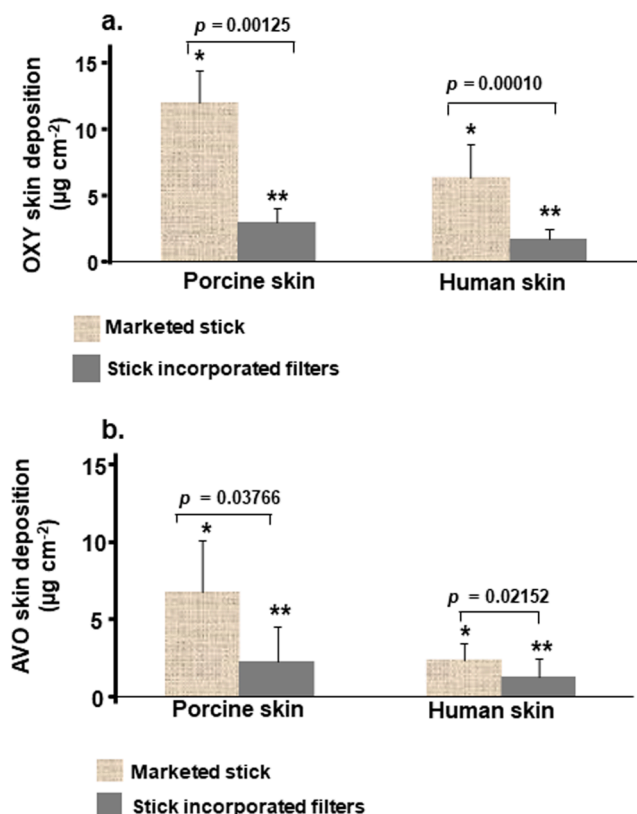 a.
p = 0.00125
p = 0.00010
*
*
**
**
OXY skin deposition
(µg cm-2)
15
10
5
0
Porcine skin
Human skin
Marketed stick
Stick incorporated filters
b.
p = 0.03766
p = 0.02152
*
**
*
**
AVO skin deposition
(µg cm-2)
15
10
5
0
Porcine skin
Human skin
Marketed stick
Stick incorporated filters